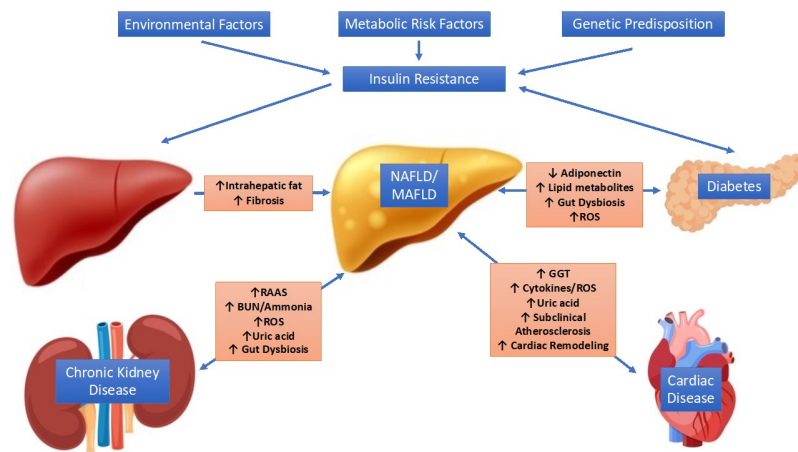 Environmental Factors
Metabolic Risk Factors
Genetic Predisposition
Insulin Resistance
↑Intrahepatic fat
↑ Fibrosis
NAFLD/
MAFLD
↓ Adiponectin
↑ Lipid metabolites
↑ Gut Dysbiosis
↑ROS
Diabetes
↑RAAS
↑ BUN/Ammonia
↑ROS
↑Uric acid
↑ Gut Dysbiosis
↑ GGT
↑ Cytokines/ROS
↑Uric acid
↑ Subclinical
Atherosclerosis
↑ Cardiac Remodeling
Chronic Kidney
Disease
Cardiac
Disease